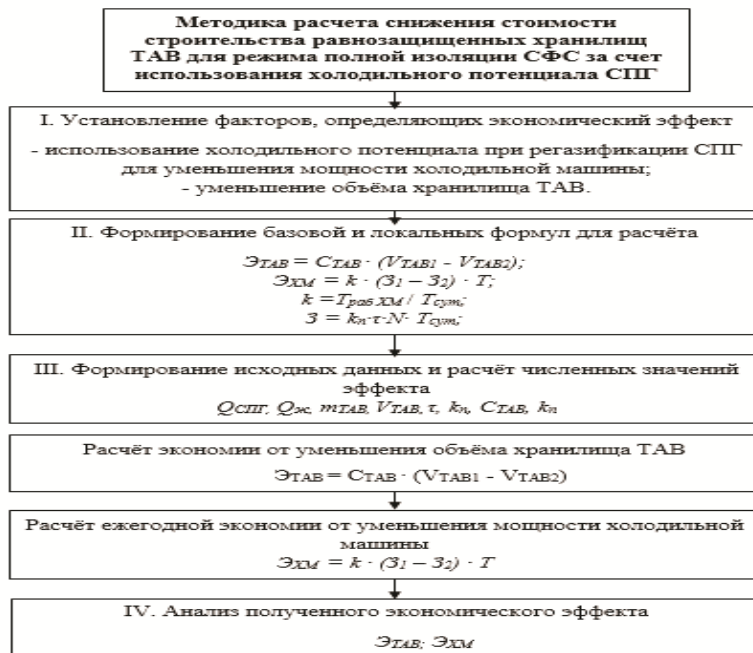 Методика расчета снижения стоимости
строительства равнозащищенных хранилищ
ТАВ для режима полной изоляции СФС за счет
использования холодильного потенциала СПГ
I. Установление факторов, определяющих экономический эффект
- использование холодильного потенциала при регазификации СПГ
для уменьшения мощности холодильной машины;
- уменьшение объёма хранилища ТАВ.
II. Формирование базовой и локальных формул для расчёта
ЭТАВ = СТАВ · (VТАВ1 - VТАВ2);
ЭХМ = k · (З1 – З2) · Т;
k =Траб ХМ / Тсут;
З = kп·τ·N· Тсут;
III. Формирование исходных данных и расчёт численных значений
эффекта
QСПГ, Qж, mТАВ, VТАВ, τ, kп, СТАВ, kп
Расчёт экономии от уменьшения объёма хранилища ТАВ
ЭТАВ = СТАВ · (VТАВ1 - VТАВ2)
Расчёт ежегодной экономии от уменьшения мощности холодильной
машины
ЭХМ = k · (З1 – З2) · Т
IV. Анализ полученного экономического эффекта
ЭТАВ; ЭХМ